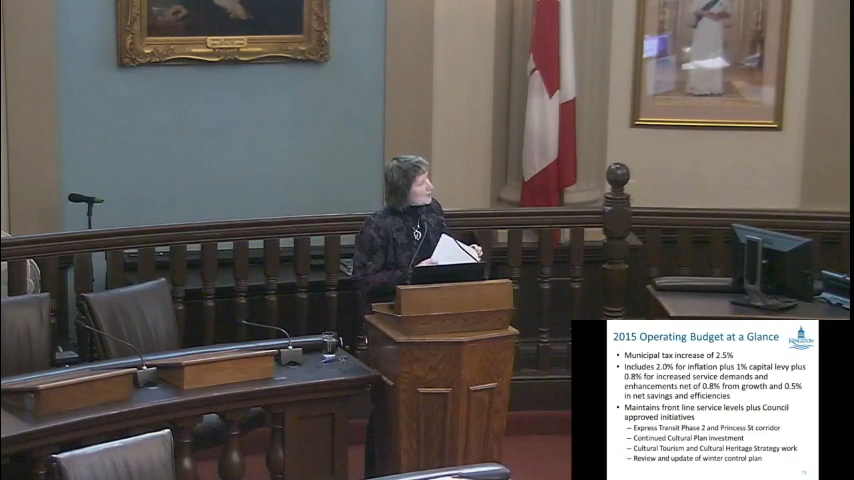 2015 Operating Budget at a Glance
KINGSTON
• Municipal tax increase of 2.5%
• Includes 2.0% for inflation plus 1% capital levy plus
0.8% for increased service demands and
enhancements net of 0.8% from growth and 0.5%
in net savings and efficiencies
• Maintains front line service levels plus Council
approved initiatives
– Express Transit Phase 2 and Princess St corridor
– Continued Cultural Plan investment
– Cultural Tourism and Cultural Heritage Strategy work
– Review and update of winter control plan